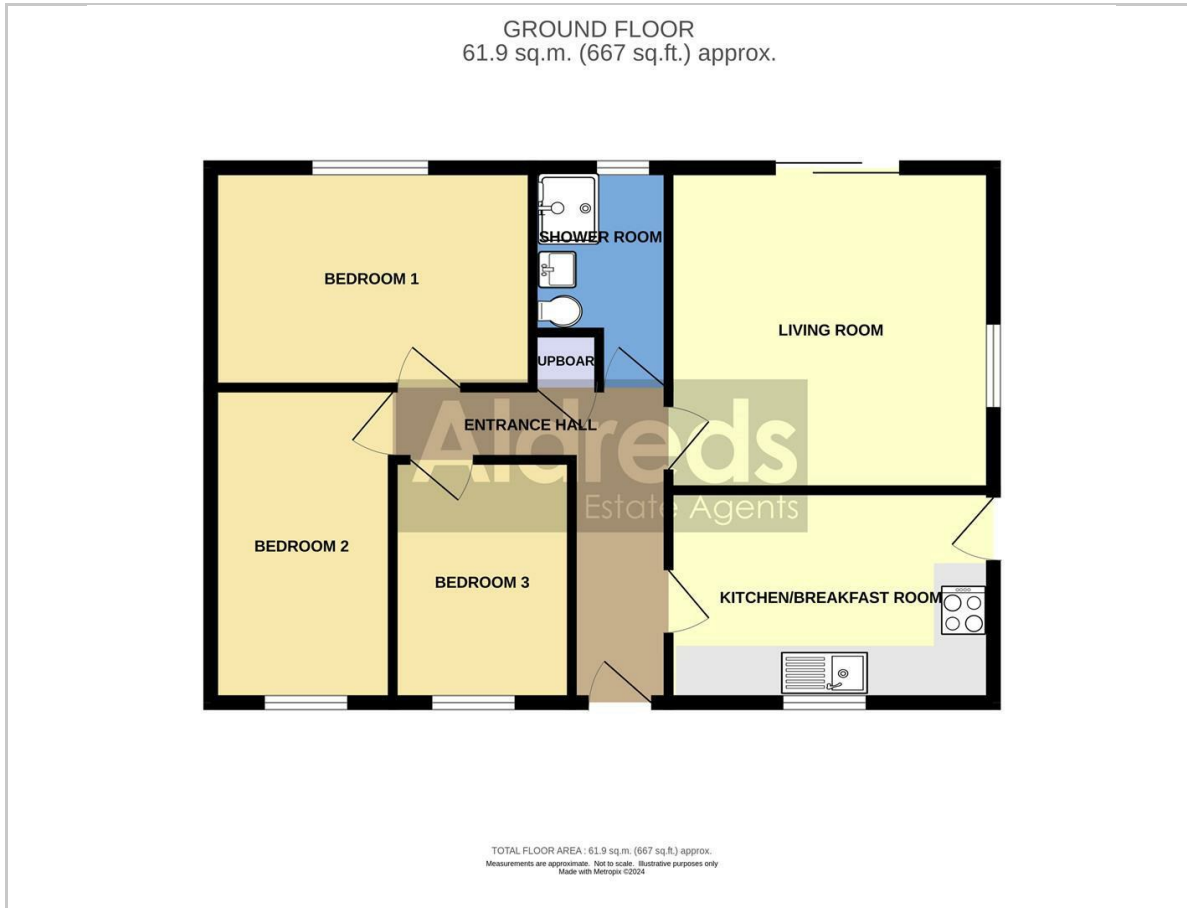 GROUND FLOOR
61.9 sq.m. (667 sq.ft.) approx.
SHOWER ROOM
BEDROOM 1
LIVING ROOM
UPBOAR
ENTRANCE HALL
Aldreds
Estate Agents
BEDROOM 2
BEDROOM 3
KITCHEN/BREAKFAST ROOM
TOTAL FLOOR AREA : 61.9 sq.m. (667 sq.ft.) approx.
Measurements are approximate. Not to scale. Illustrative purposes only
Made with Metropix ©2024